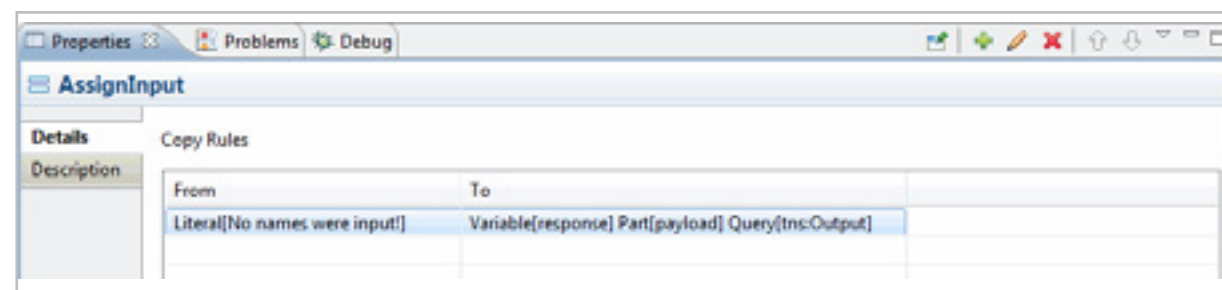 Properties Problems Debug
AssignInput
Details Copy Rules
Description
From To
Literal[No names were input!] Variable[response] Part[payload] Query[tns:Output]